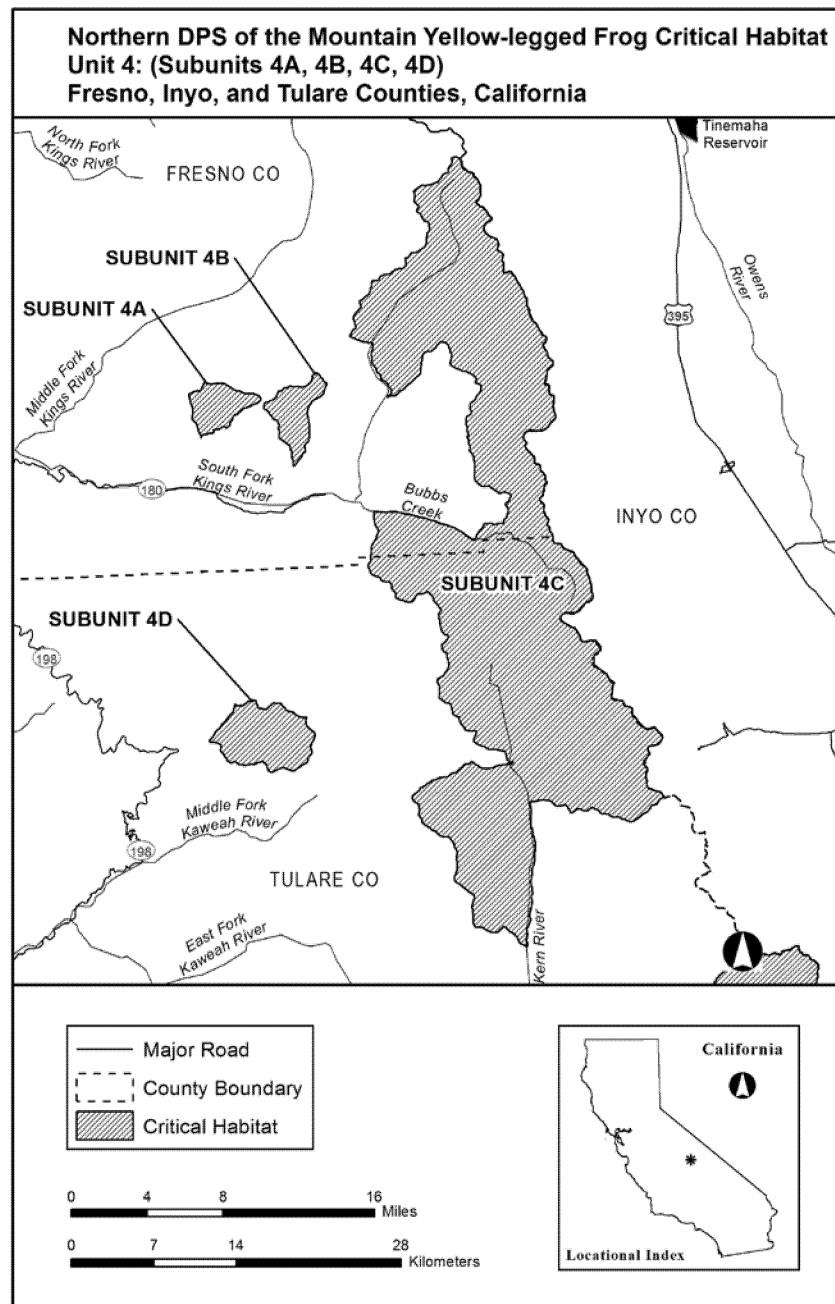 Northern DPS of the Mountain Yellow-legged Frog Critical Habitat
Unit 4: (Subunits 4A, 4B, 4C, 4D)
Fresno, Inyo, and Tulare Counties, California
Tinemaha
Reservoir
North Fork
Kings River
FRESNO CO
SUBUNIT 4B
SUBUNIT 4A
Owens
River
395
Middle Fork
Kings River
South Fork
Kings River
180
Bubbs
Creek
INYO CO
SUBUNIT 4C
SUBUNIT 4D
198
Middle Fork
Kaweah River
198
TULARE CO
East Fork
Kaweah River
Kern River
Major Road
County Boundary
Critical Habitat
0 4 8 16
Miles
0 7 14 28
Kilometers
California
Locational Index